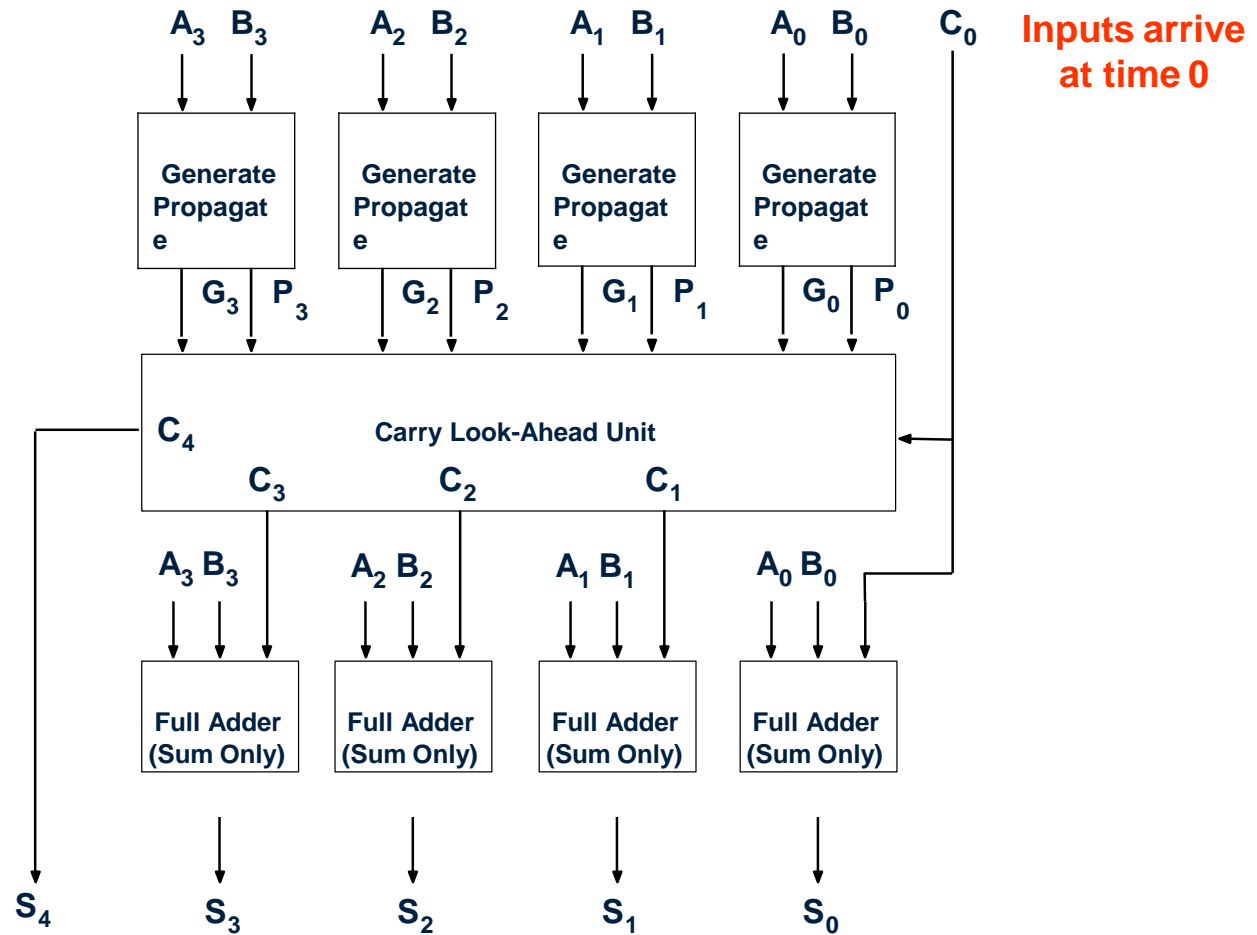 A3 B3 A2 B2 A1 B1 A0 B0 C0 Inputs arrive
at time 0
Generate Generate Generate Generate
Propagat Propagat Propagat Propagat
e e e e
G3 P3 G2 P2 G1 P1 G0 P0
C4 Carry Look-Ahead Unit
C3 C2 C1
A3 B3 A2 B2 A1 B1 A0 B0
Full Adder Full Adder Full Adder Full Adder
(Sum Only) (Sum Only) (Sum Only) (Sum Only)
S4 S3 S2 S1 S0